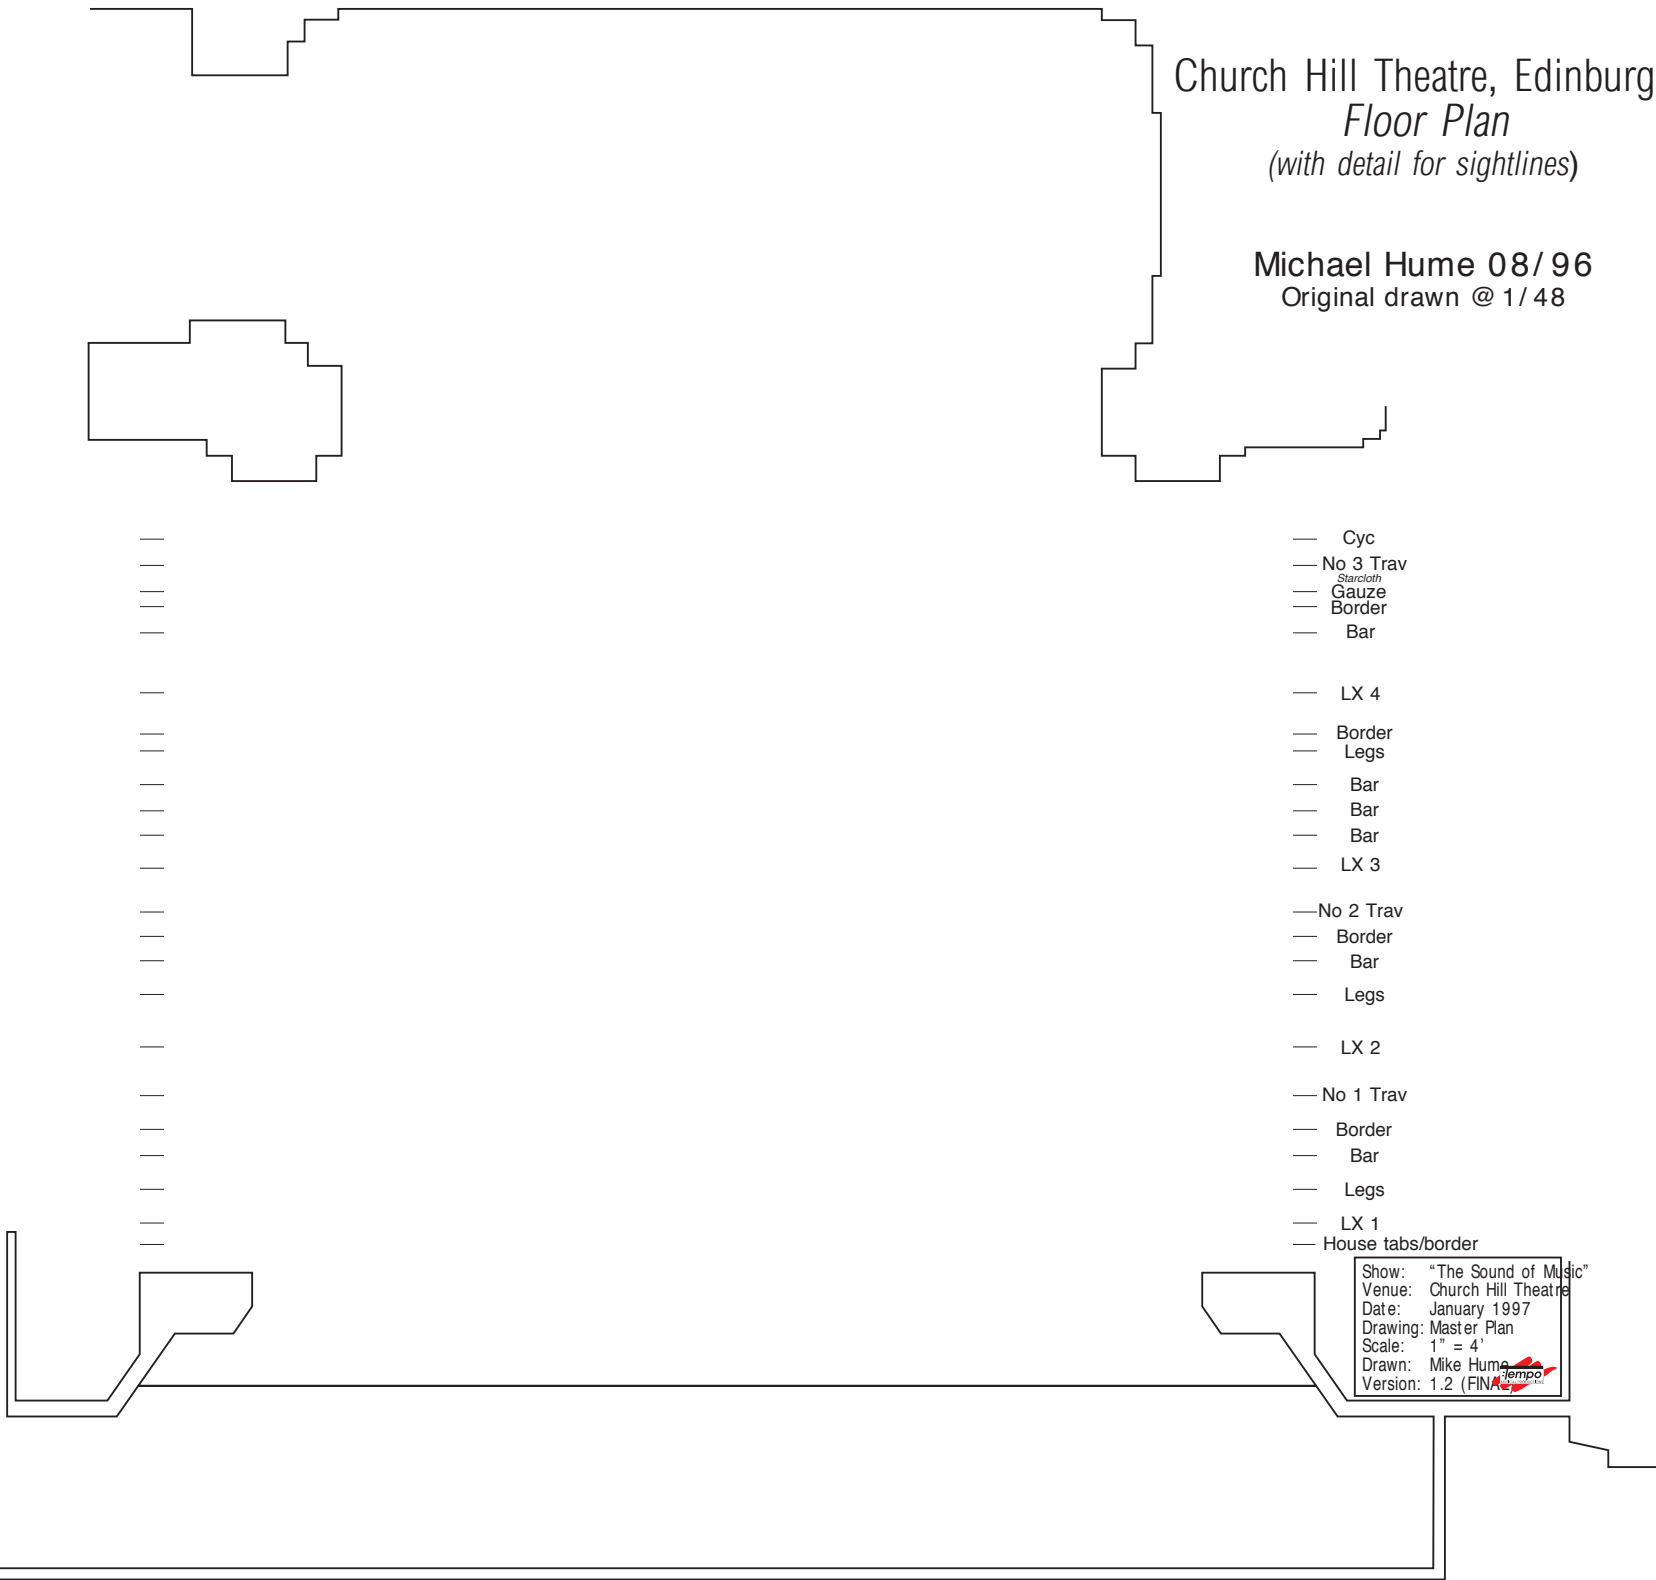 Church Hill Theatre, Edinburg
Floor Plan
(with detail for sightlines)
Michael Hume 08/96
Original drawn @ 1/48
Cyc
No 3 Trav
Starcloth
Gauze
Border
Bar
LX 4
Border
Legs
Bar
Bar
Bar
LX 3
No 2 Trav
Border
Bar
Legs
LX 2
No 1 Trav
Border
Bar
Legs
LX 1
House tabs/border
Show: “The Sound of Music”
Venue: Church Hill Theatre
Date: January 1997
Drawing: Master Plan
Scale: 1" = 4'
Drawn: Mike Hume
Version: 1.2 (FINAL)
Tempo